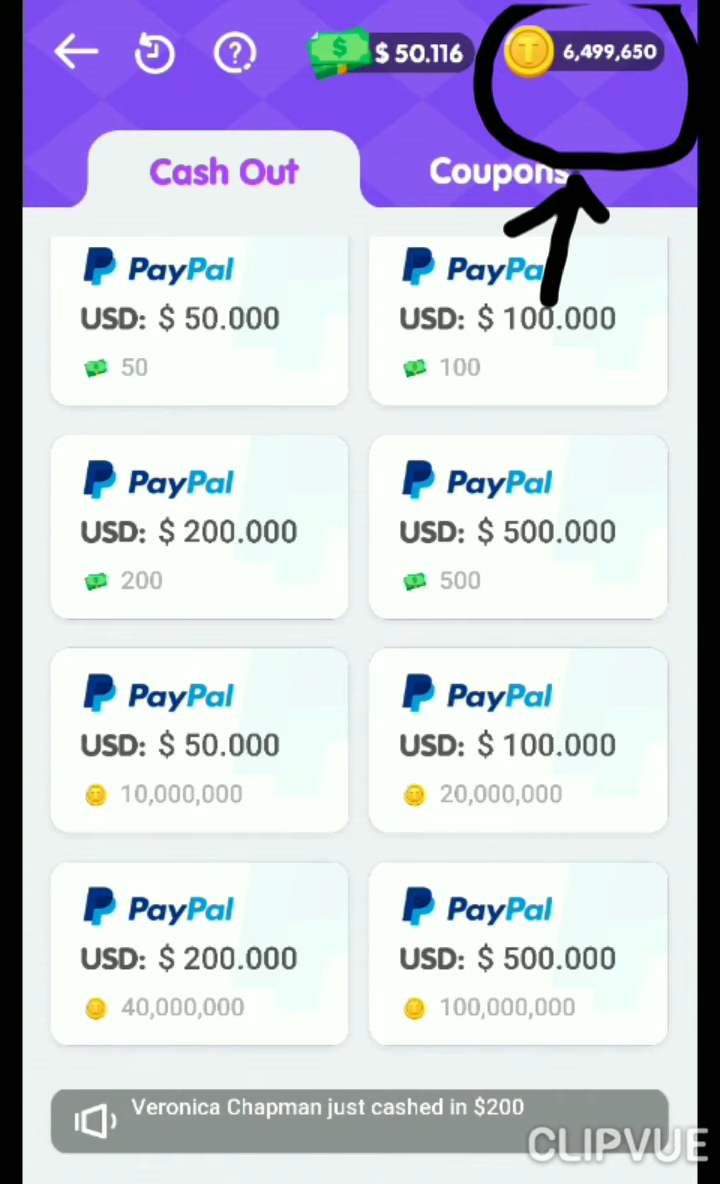 $ 50.116
6,499,650
Cash Out
Coupons
PayPal
PayPa
USD: $ 50.000
USD: $ 100.000
50
100
PayPal
PayPal
USD: $ 200.000
USD: $ 500.000
200
500
PayPal
PayPal
USD: $ 50.000
USD: $ 100.000
10,000,000
20,000,000
PayPal
PayPal
USD: $ 200.000
USD: $ 500.000
40,000,000
100,000,000
Veronica Chapman just cashed in $200
CLIPVUE